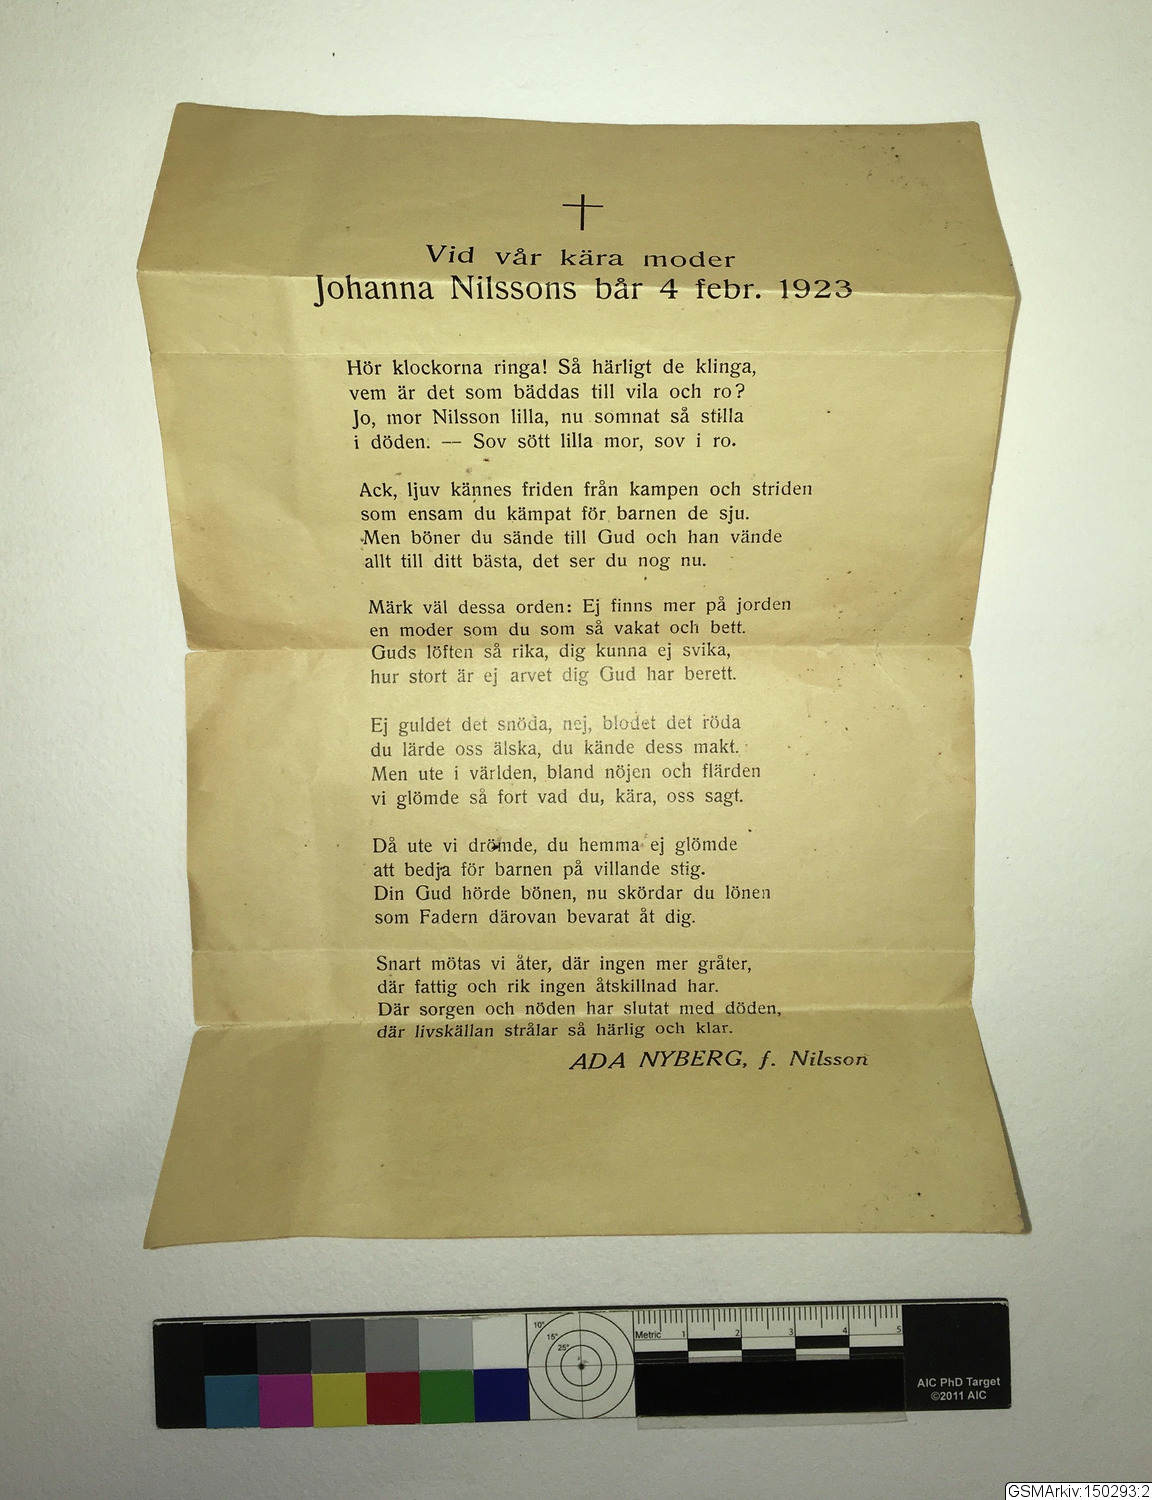 Vid vår kära moder
Johanna Nilssons bår 4 febr. 1923
Hör klockorna ringa! Så härligt de klinga,
vem är det som bäddas till vila och ro?
Jo, mor Nilsson lilla, nu somnat så stilla
i döden. — Sov sött lilla mor, sov i ro.
Ack, ljuv kännes friden från kampen och striden
som ensam du kämpat för barnen de sju.
Men böner du sände till Gud och han vände
allt till ditt bästa, det ser du nog nu.
Märk väl dessa orden: Ej finns mer på jorden
en moder som du som så vakat och bett.
Guds löften så rika, dig kunna ej svika,
hur stort är ej arvet dig Gud har berett.
Ej guldet det snöda, nej, blodet det röda
du lärde oss älska, du kände dess makt.
Men ute i världen, bland nöjen och flärden
vi glömde så fort vad du, kära, oss sagt.
Då ute vi drömde, du hemma ej glömde
att bedja för barnen på villande stig.
Din Gud hörde bönen, nu skördar du lönen
som Fadern därovan bevarat åt dig.
Snart mötas vi åter, där ingen mer gråter,
där fattig och rik ingen åtskillnad har.
Där sorgen och nöden har slutat med döden,
där livskällan strålar så härlig och klar.
ADA NYBERG, f. Nilsson
10°
15°
25°
Metric 1 2 3 4 5
AIC PhD Target
©2011 AIC
GSMArkiv:150293:2